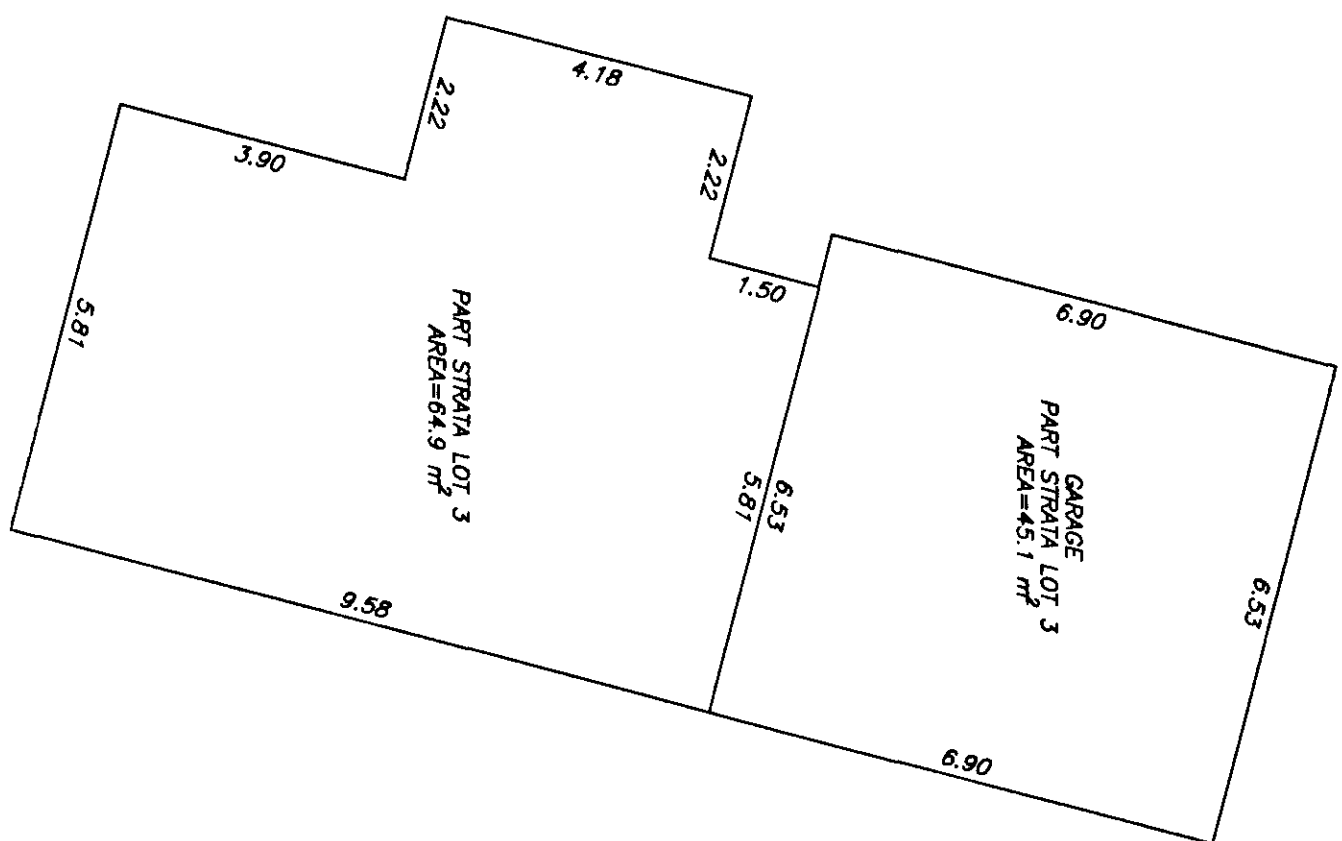 4.18
2.22
3.90
2.22
1.50
6.90
5.81
PART STRATA LOT 3
AREA=64.9 m²
GARAGE
PART STRATA LOT 3
AREA=45.1 m²
6.53
5.81
6.53
9.58
6.90